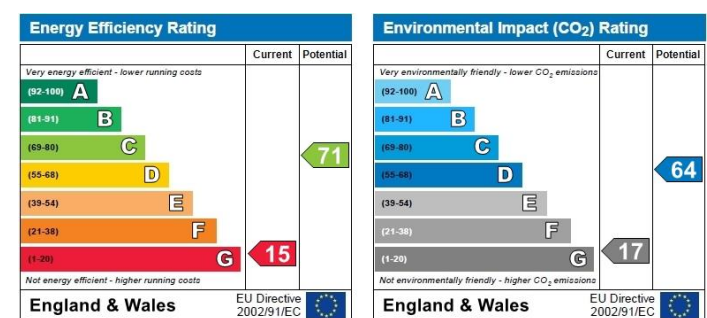 Energy Efficiency Rating
Current Potential
Very energy efficient - lower running costs
(92-100) A
(81-91) B
(69-80) C
71
(55-68) D
(39-54) E
(21-38) F
(1-20) G
15
Not energy efficient - higher running costs
England & Wales
EU Directive
2002/91/EC
Environmental Impact (CO2) Rating
Current Potential
Very environmentally friendly - lower CO2 emissions
(92-100) A
(81-91) B
(69-80) C
(55-68) D
64
(39-54) E
(21-38) F
(1-20) G
17
Not environmentally friendly - higher CO2 emissions
England & Wales
EU Directive
2002/91/EC